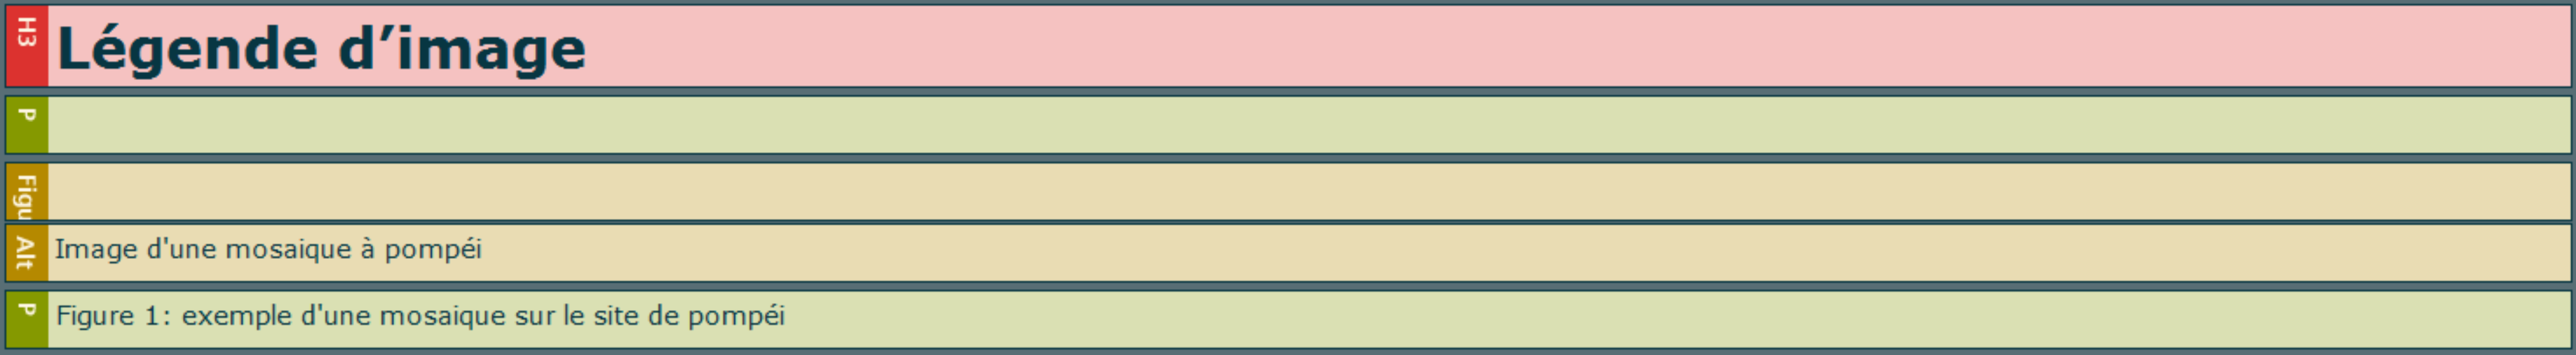 H3
Légende d’image
P
Figu
Alt
Image d'une mosaique à pompéi
P
Figure 1: exemple d'une mosaique sur le site de pompéi